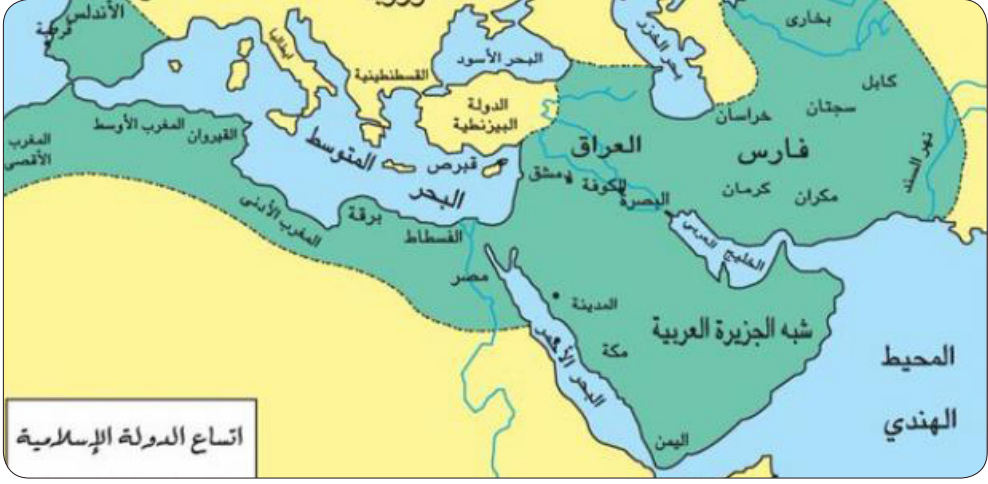 الأندلس
قرطبة
إيطاليا
البحر الأسود
القسطنطينية
الدولة
البيزنطية
بحر الخزر
بخارى
كابل
سجتان
خراسان
فارس
مكران
كرمان
نهر السند
العراق
دمشق
الكوفة
البصرة
الخليج العربي
قبرص
البحر
المتوسط
المغرب
الأقصى
المغرب الأوسط
القيروان
المغرب الأدنى
برقة
الفسطاط
مصر
المدينة
مكة
شبه الجزيرة العربية
البحر الأحمر
اليمن
المحيط
الهندي
اتساع الدولة الإسلامية